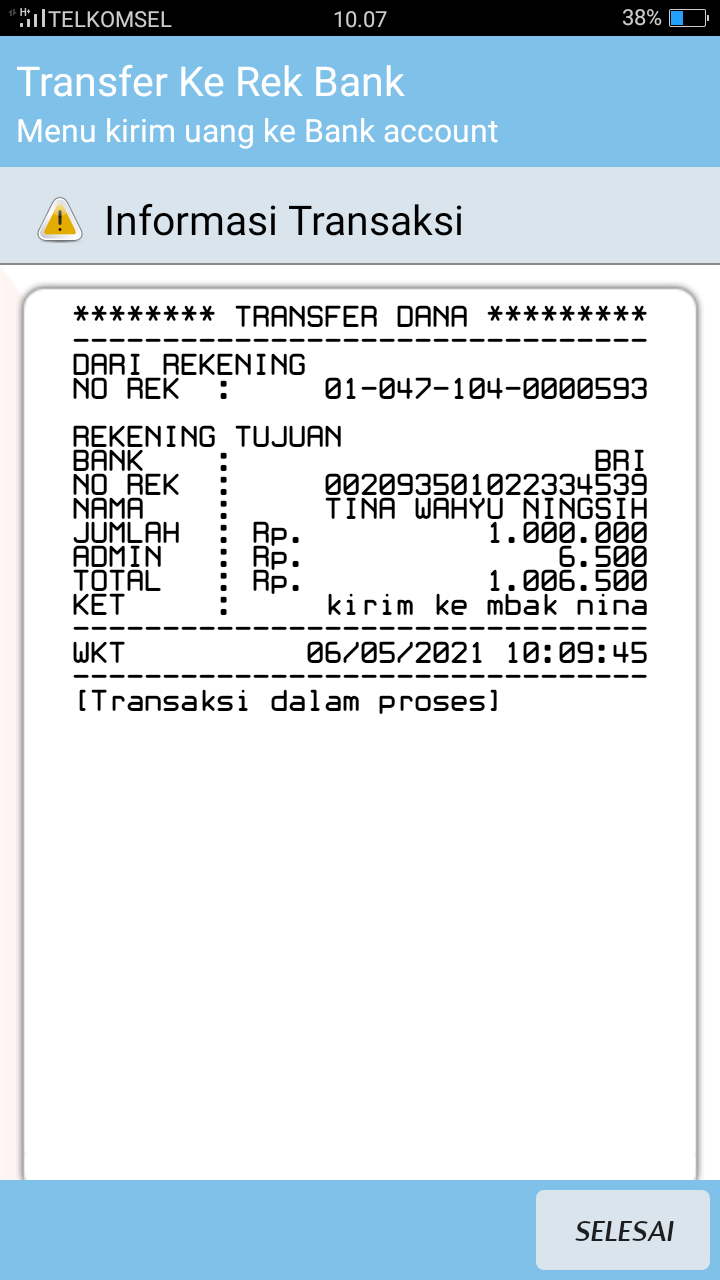 TELKOMSEL 10.07 38%
Transfer Ke Rek Bank
Menu kirim uang ke Bank account
Informasi Transaksi
******** TRANSFER DANA *********
--------------------------------
DARI REKENING
NO REK : 01-047-104-0000593
REKENING TUJUAN
BANK : BRI
NO REK : 002093501022334539
NAMA : TINA WAHYU NINGSIH
JUMLAH : Rp. 1.000.000
ADMIN : Rp. 6.500
TOTAL : Rp. 1.006.500
KET : kirim ke mbak nina
--------------------------------
WKT 06/05/2021 10:09:45
--------------------------------
[Transaksi dalam proses]
SELESAI